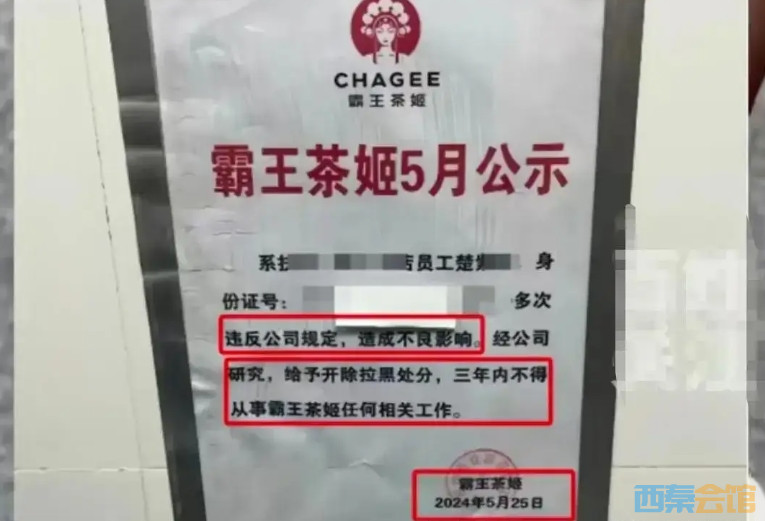 CHAGEE
霸王茶姬
霸王茶姬5月公示
系扶 店员工楚 身
份证号: 多次
违反公司规定，造成不良影响。经公司
研究，给予开除拉黑处分，三年内不得
从事霸王茶姬任何相关工作。
霸王茶姬
2024年5月25日
西秦会馆